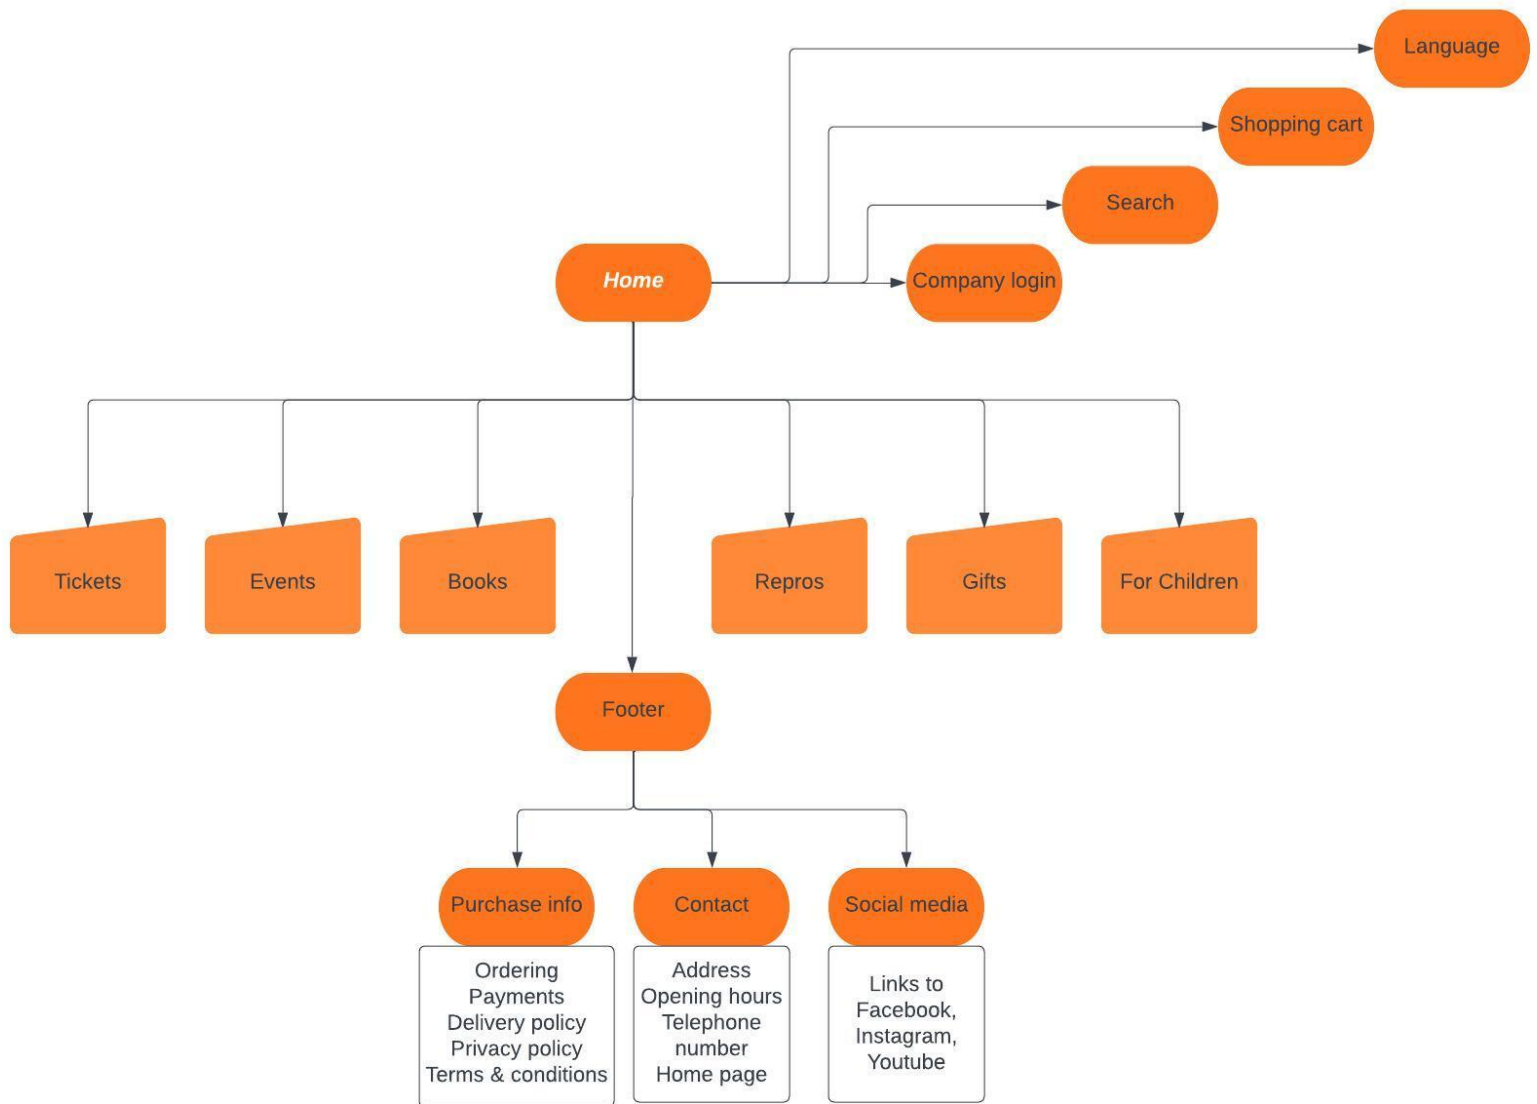 Language
Shopping cart
Search
Home
Company login
Tickets
Events
Books
Repros
Gifts
For Children
Footer
Purchase info
Contact
Social media
Ordering
Payments
Delivery policy
Privacy policy
Terms & conditions
Address
Opening hours
Telephone
number
Home page
Links to
Facebook,
Instagram,
Youtube